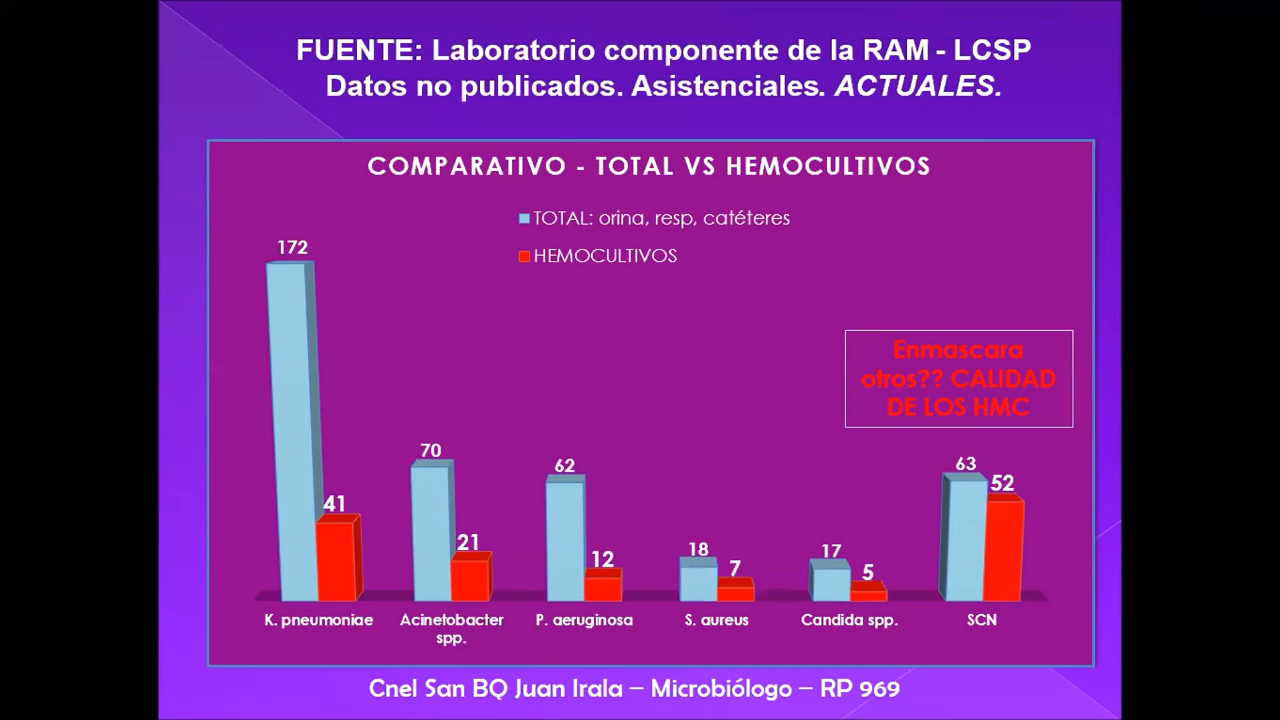 FUENTE: Laboratorio componente de la RAM - LCSP
Datos no publicados. Asistenciales. ACTUALES.
COMPARATIVO - TOTAL VS HEMOCULTIVOS
TOTAL: orina, resp, catéteres
HEMOCULTIVOS
172
41
70
21
62
12
18
7
17
5
63
52
Enmascara
otros?? CALIDAD
DE LOS HMC
K. pneumoniae
Acinetobacter
spp.
P. aeruginosa
S. aureus
Candida spp.
SCN
Cnel San BQ Juan Irala – Microbiólogo – RP 969